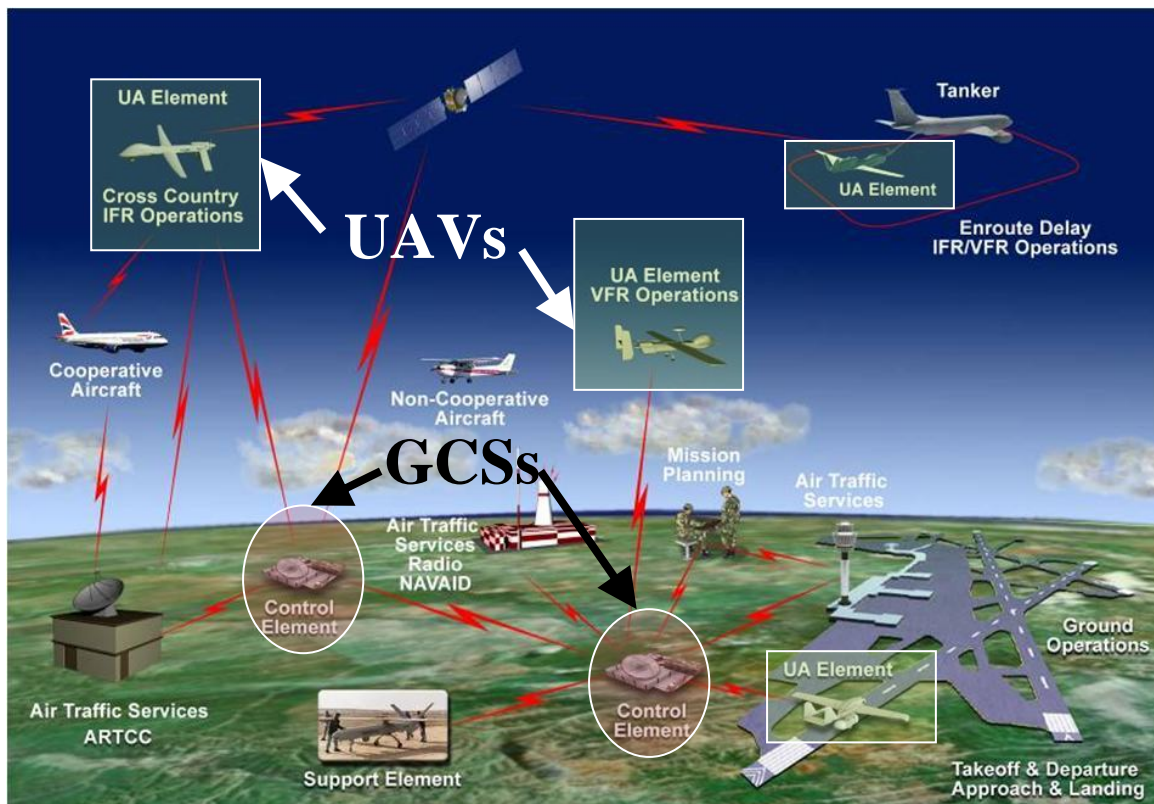 UA Element
Cross Country
IFR Operations
Tanker
UA Element
Enroute Delay
IFR/VFR Operations
UAVs
UA Element
VFR Operations
Cooperative
Aircraft
Non-Cooperative
Aircraft
GCSs
Mission
Planning
Air Traffic
Services
Air Traffic
Services
Radio
NAVAID
Control
Element
Ground
Operations
UA Element
Air Traffic Services
ARTCC
Control
Element
Support Element
Takeoff & Departure
Approach & Landing